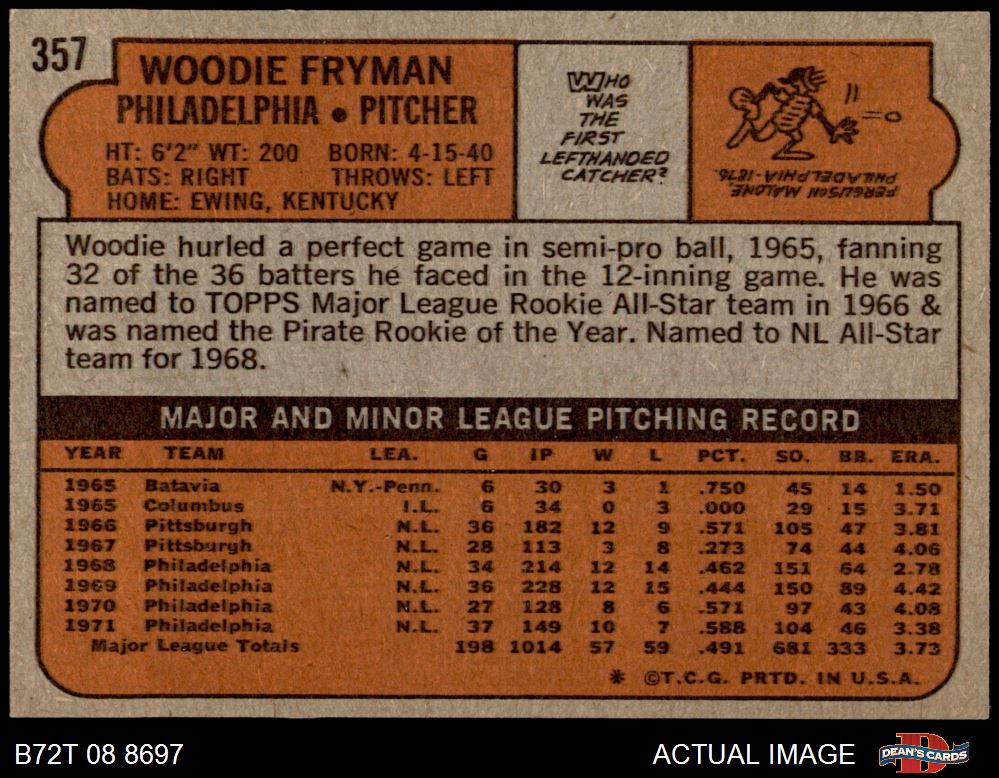 357
WOODIE FRYMAN
PHILADELPHIA • PITCHER
HT: 6'2" WT: 200 BORN: 4-15-40
BATS: RIGHT THROWS: LEFT
HOME: EWING, KENTUCKY
WHO
WAS
THE
FIRST
LEFTHANDED
CATCHER?
FERGUSON MALONE,
PHILADELPHIA-1876.
Woodie hurled a perfect game in semi-pro ball, 1965, fanning
32 of the 36 batters he faced in the 12-inning game. He was
named to TOPPS Major League Rookie All-Star team in 1966 &
was named the Pirate Rookie of the Year. Named to NL All-Star
team for 1968.
MAJOR AND MINOR LEAGUE PITCHING RECORD
YEAR TEAM LEA. G IP W L PCT. SO. BB. ERA.
1965 Batavia N.Y.-Penn. 6 30 3 1 .750 45 14 1.50
1965 Columbus I.L. 6 34 0 3 .000 29 15 3.71
1966 Pittsburgh N.L. 36 182 12 9 .571 105 47 3.81
1967 Pittsburgh N.L. 28 113 3 8 .273 74 44 4.06
1968 Philadelphia N.L. 34 214 12 14 .462 151 64 2.78
1969 Philadelphia N.L. 36 228 12 15 .444 150 89 4.42
1970 Philadelphia N.L. 27 128 8 6 .571 97 43 4.08
1971 Philadelphia N.L. 37 149 10 7 .588 104 46 3.38
Major League Totals 198 1014 57 59 .491 681 333 3.73
* ©T.C.G. PRTD. IN U.S.A.
B72T 08 8697 ACTUAL IMAGE DEAN'S CARDS